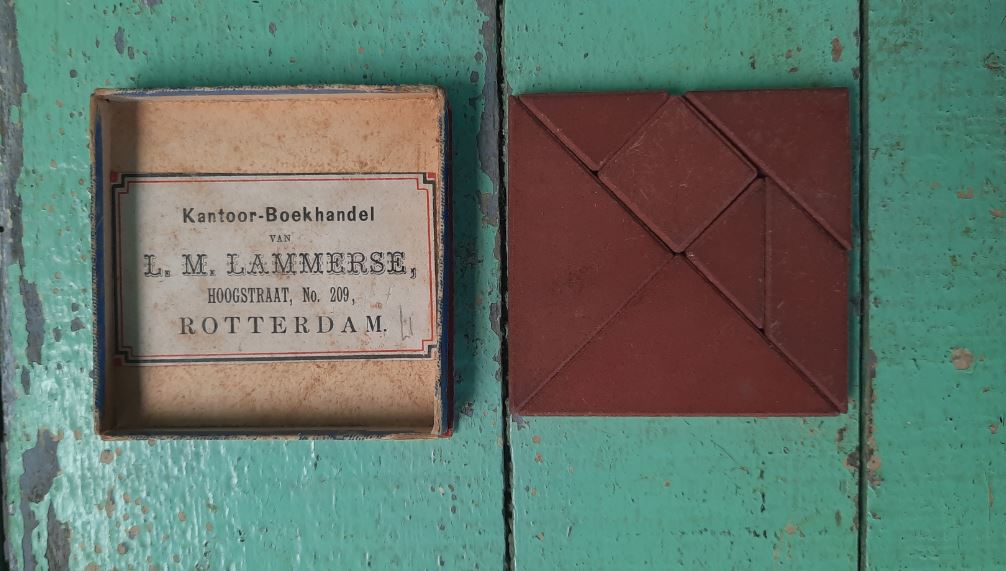 Kantoor-Boekhandel
VAN
L. M. LAMMERSE,
HOOGSTRAAT, No. 209,
ROTTERDAM.